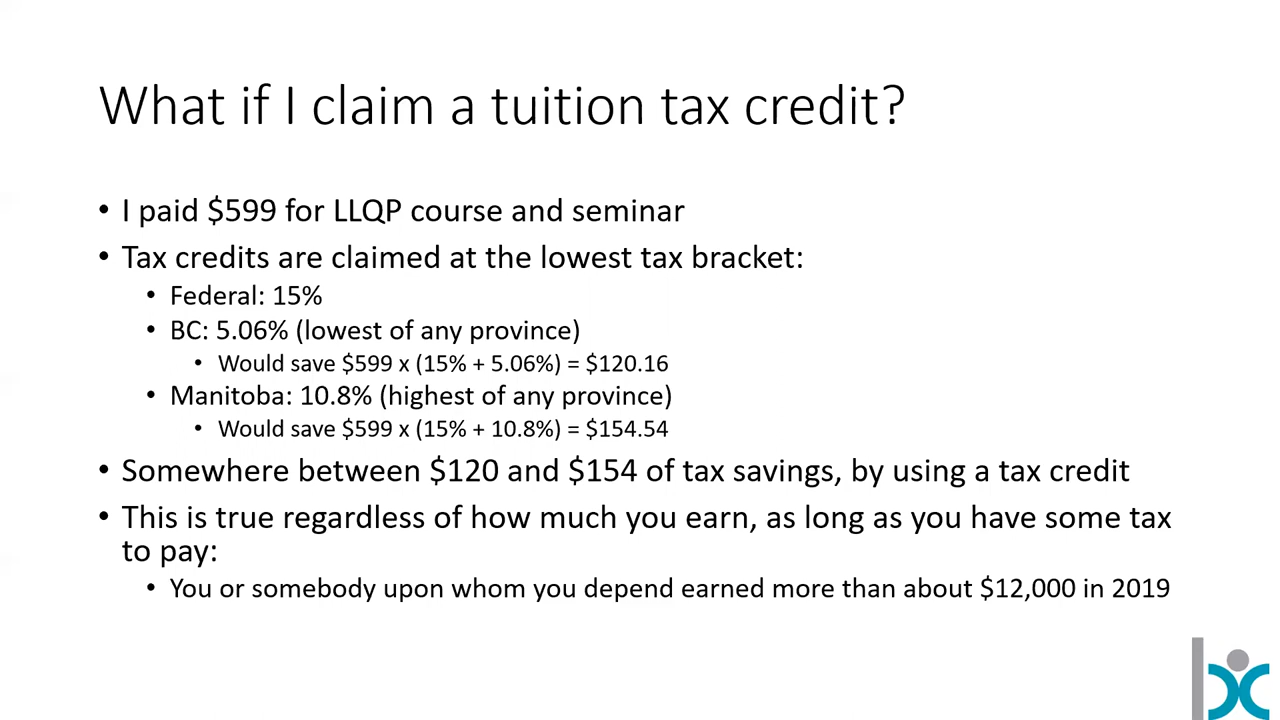 What if I claim a tuition tax credit?
• I paid $599 for LLQP course and seminar
• Tax credits are claimed at the lowest tax bracket:
• Federal: 15%
• BC: 5.06% (lowest of any province)
• Would save $599 x (15% + 5.06%) = $120.16
• Manitoba: 10.8% (highest of any province)
• Would save $599 x (15% + 10.8%) = $154.54
• Somewhere between $120 and $154 of tax savings, by using a tax credit
• This is true regardless of how much you earn, as long as you have some tax
to pay:
• You or somebody upon whom you depend earned more than about $12,000 in 2019